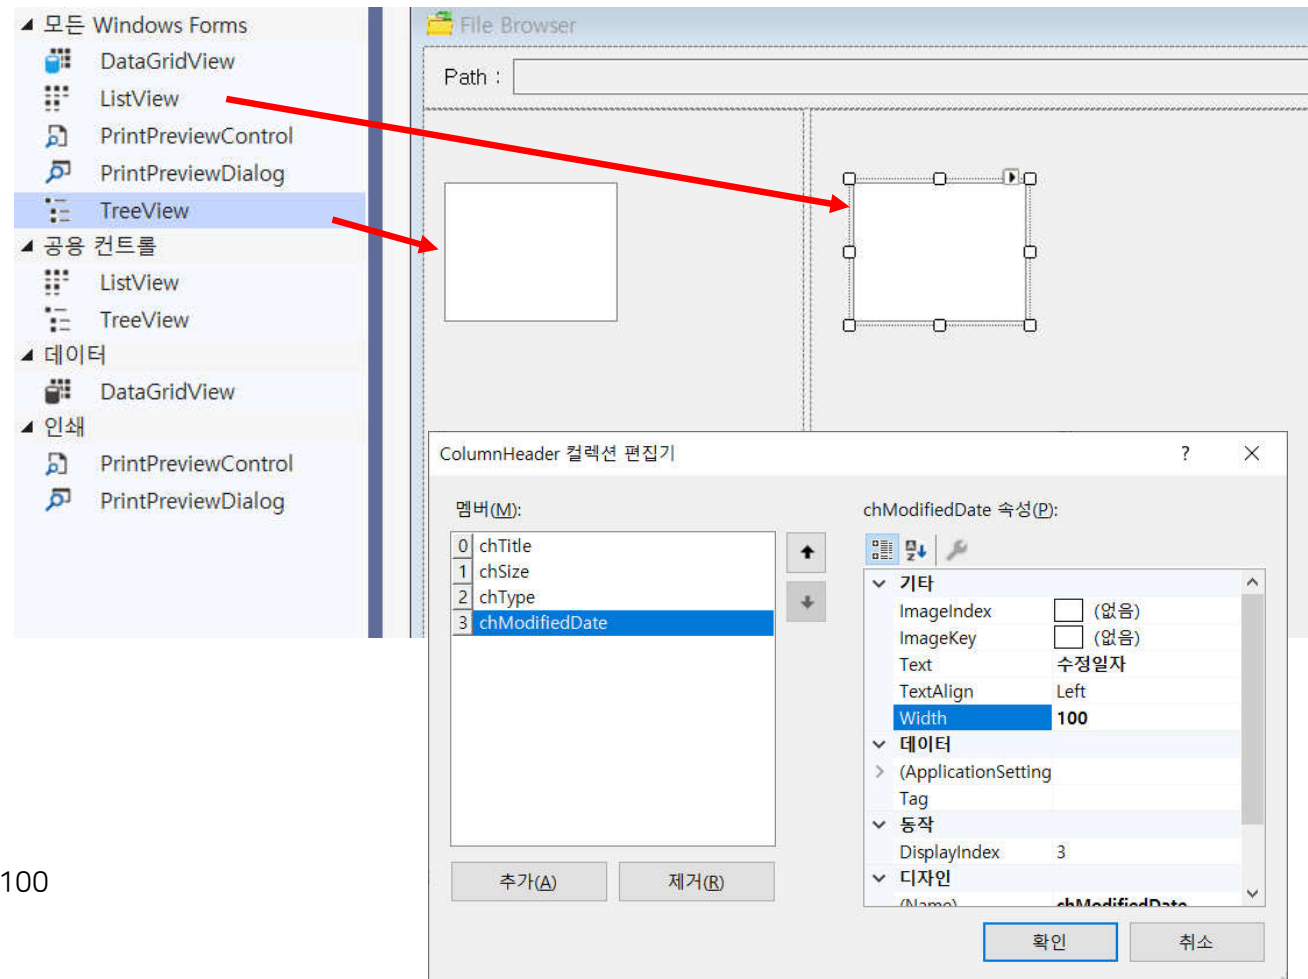 모든 Windows Forms
DataGridView
ListView
PrintPreviewControl
PrintPreviewDialog
TreeView
공용 컨트롤
ListView
TreeView
데이터
DataGridView
인쇄
PrintPreviewControl
PrintPreviewDialog
File Browser
Path :
ColumnHeader 컬렉션 편집기
?
멤버(M):
0 chTitle
1 chSize
2 chType
3 chModifiedDate
추가(A)
제거(R)
chModifiedDate 속성(P):
기타
ImageIndex (없음)
ImageKey (없음)
Text 수정일자
TextAlign Left
Width 100
데이터
(ApplicationSetting
Tag
동작
DisplayIndex 3
디자인
(Name) chModifiedDate
확인
취소
100